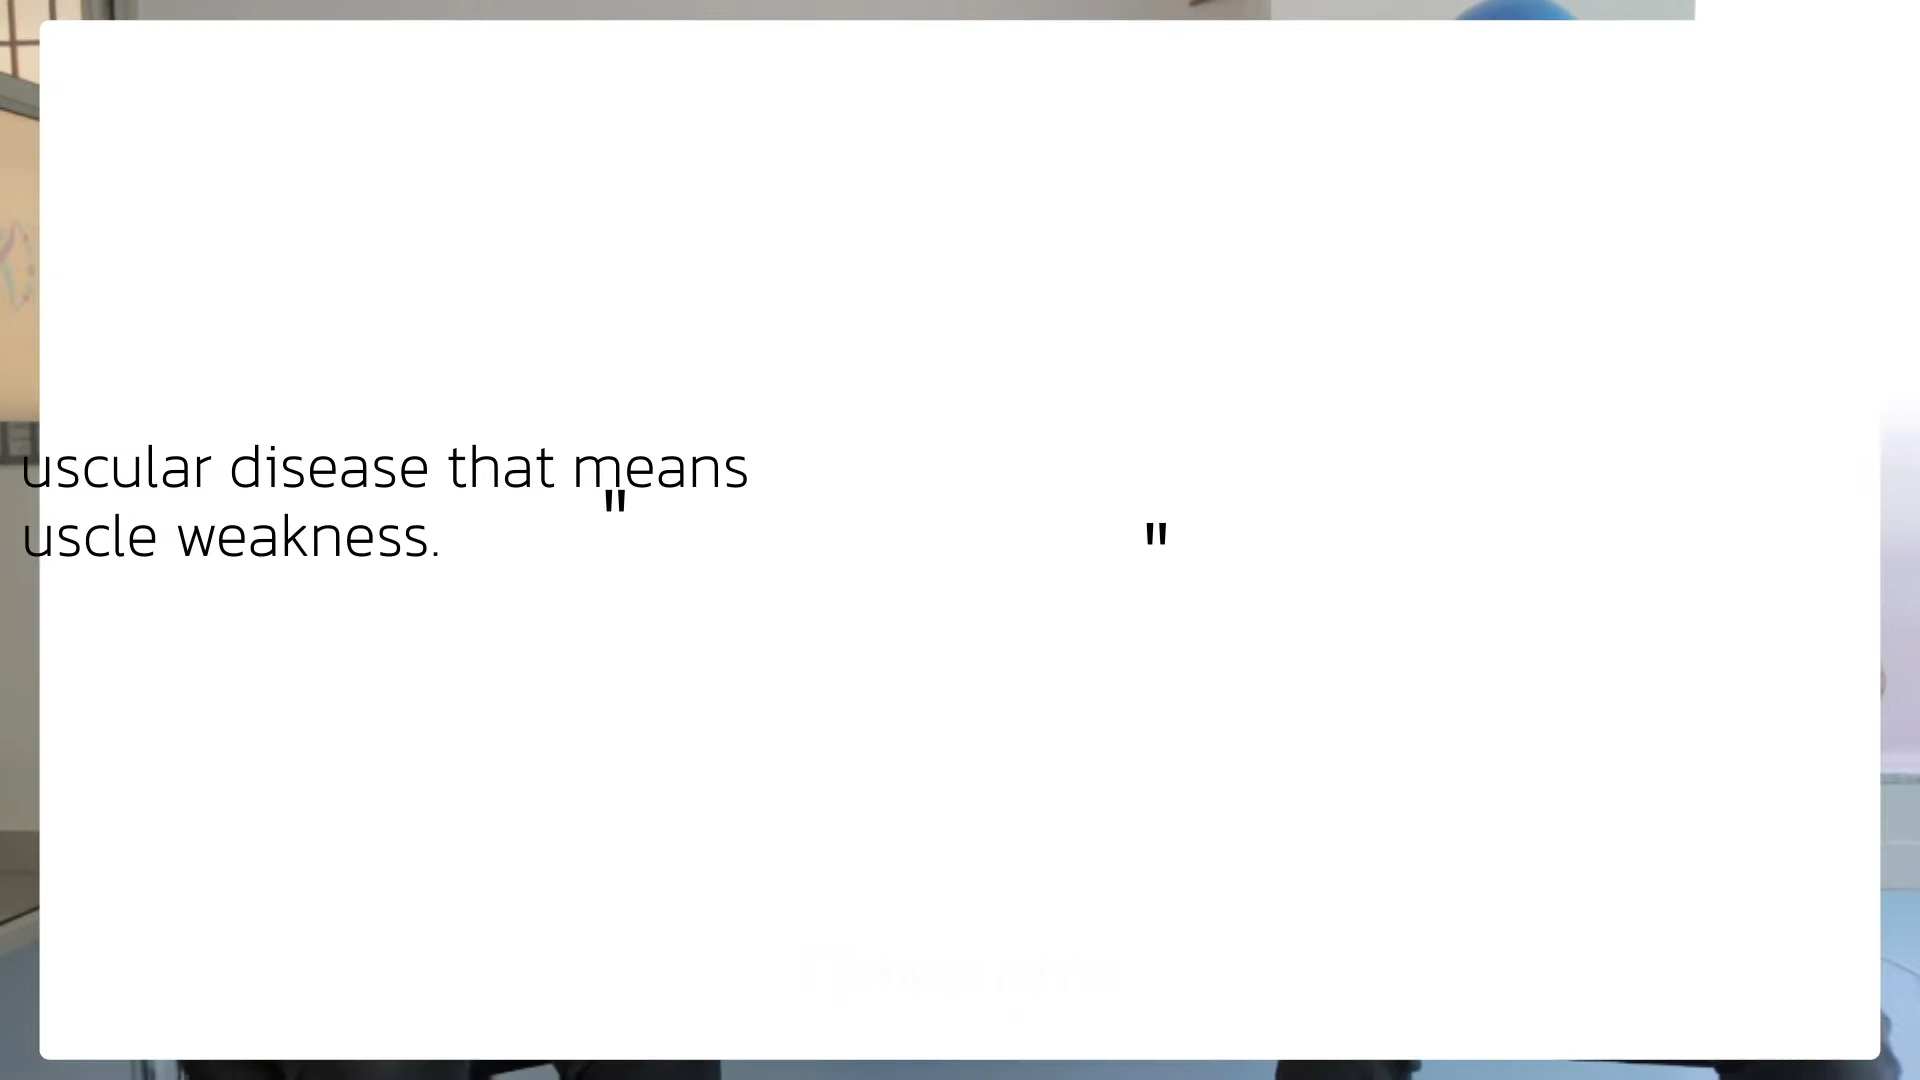 uscular disease that means
"
uscle weakness.
"